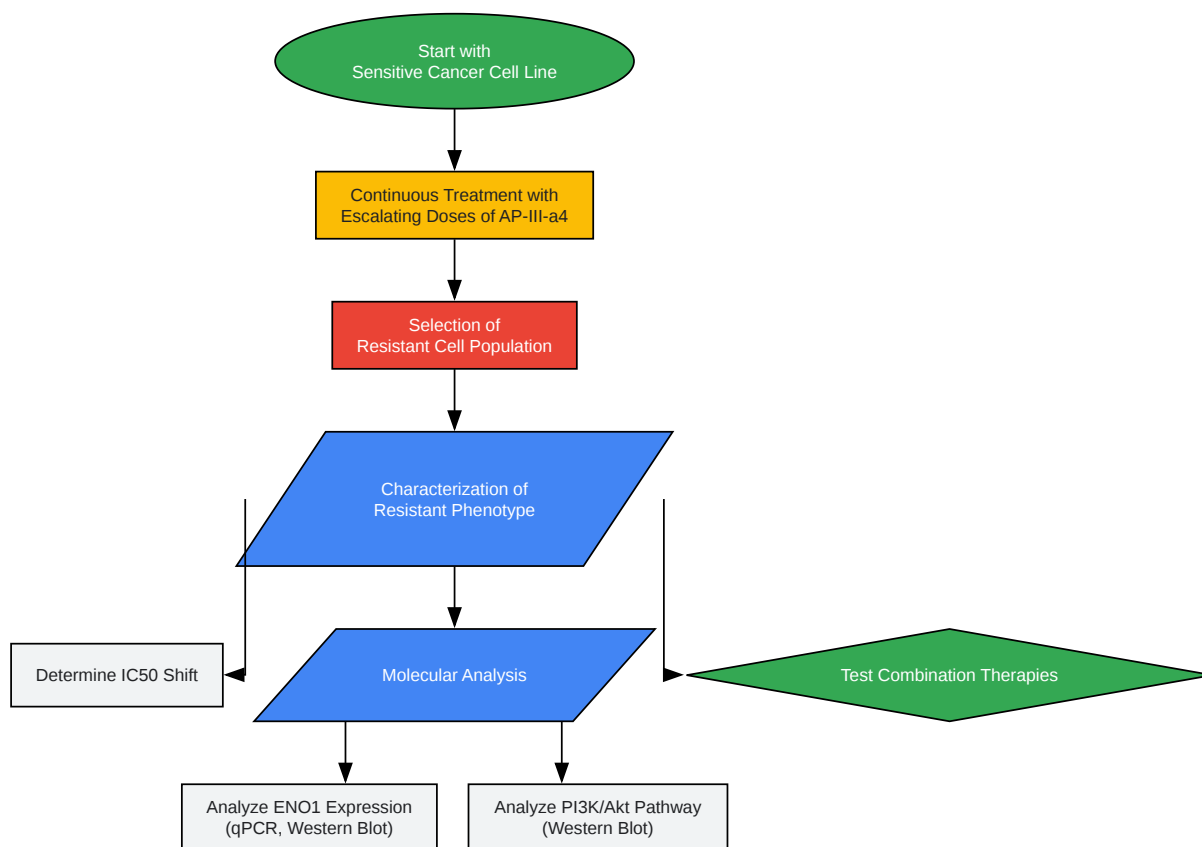 Start with
Sensitive Cancer Cell Line
Continuous Treatment with
Escalating Doses of AP-III-a4
Selection of
Resistant Cell Population
Characterization of
Resistant Phenotype
Determine IC50 Shift
Molecular Analysis
Test Combination Therapies
Analyze ENO1 Expression
(qPCR, Western Blot)
Analyze PI3K/Akt Pathway
(Western Blot)